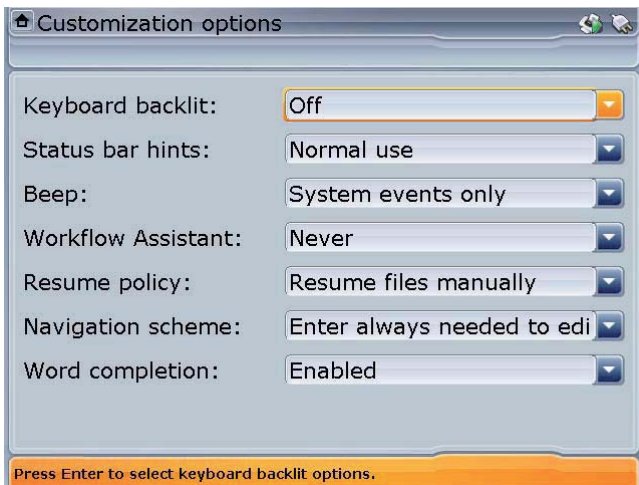 Customization options
Keyboard backlit: Off
Status bar hints: Normal use
Beep: System events only
Workflow Assistant: Never
Resume policy: Resume files manually
Navigation scheme: Enter always needed to edi
Word completion: Enabled
Press Enter to select keyboard backlit options.